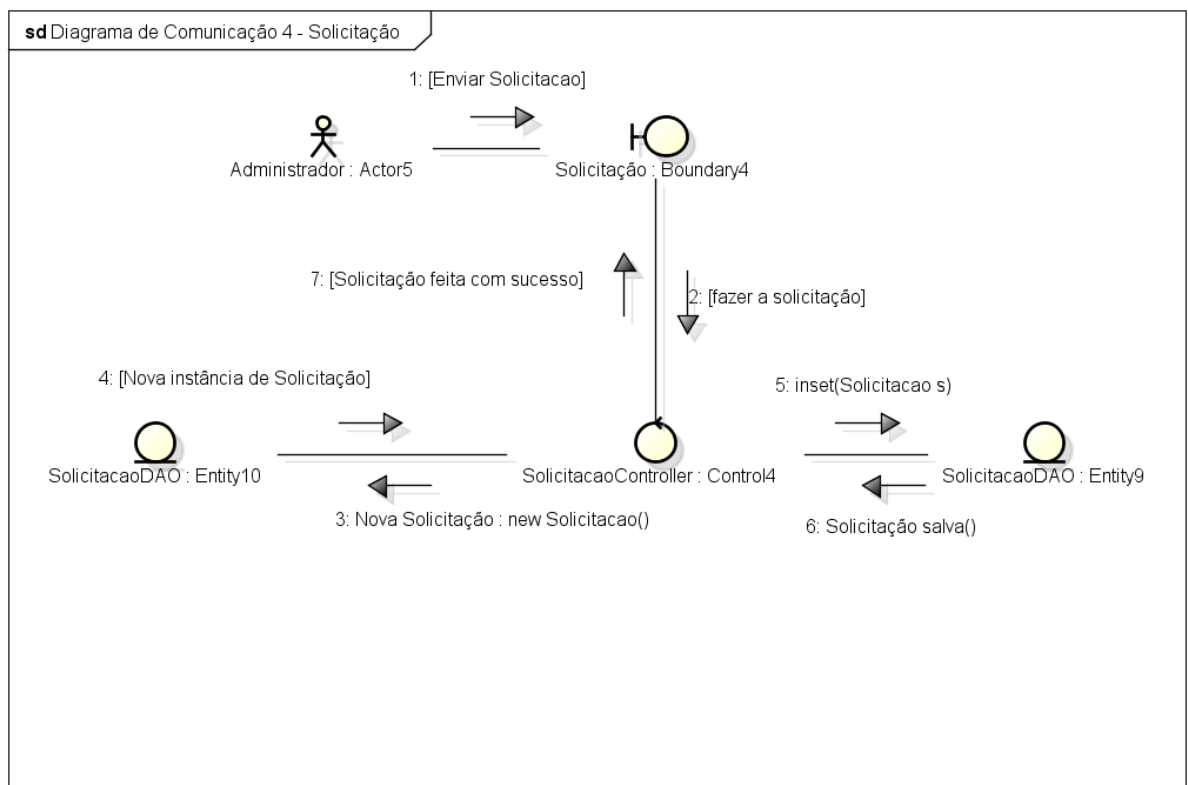 sd Diagrama de Comunicação 4 - Solicitação
1: [Enviar Solicitacao]
Administrador : Actor5
Solicitação : Boundary4
7: [Solicitação feita com sucesso]
2: [fazer a solicitação]
4: [Nova instância de Solicitação]
5: inset(Solicitacao s)
SolicitacaoDAO : Entity10
SolicitacaoController : Control4
SolicitacaoDAO : Entity9
3: Nova Solicitação : new Solicitacao()
6: Solicitação salva()